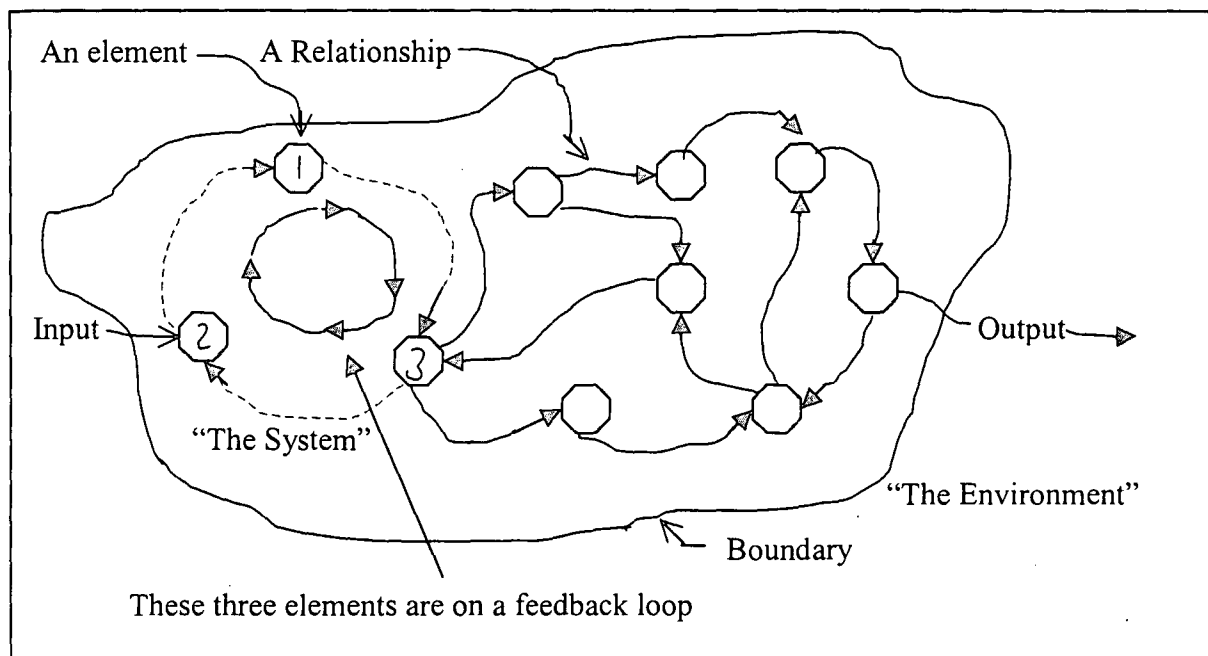 An element
A Relationship
1
Input
2
3
Output
“The System”
“The Environment”
Boundary
These three elements are on a feedback loop